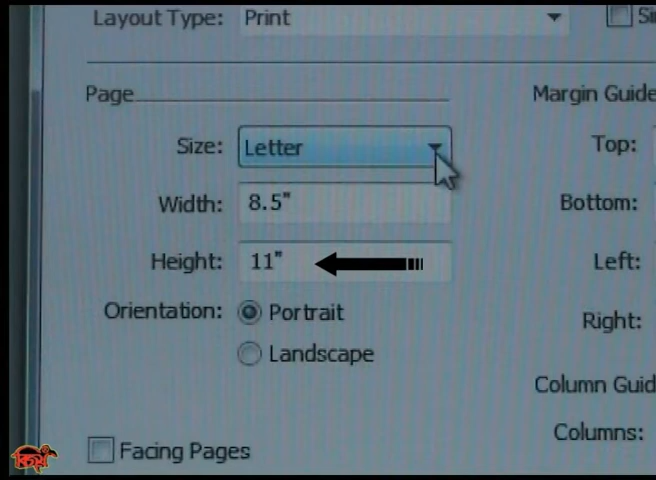 Layout Type: Print
Page
Margin Guide
Size: Letter
Top:
Width: 8.5"
Bottom:
Height: 11"
Left:
Orientation: Portrait
Right:
Landscape
Column Guid
Columns:
Facing Pages